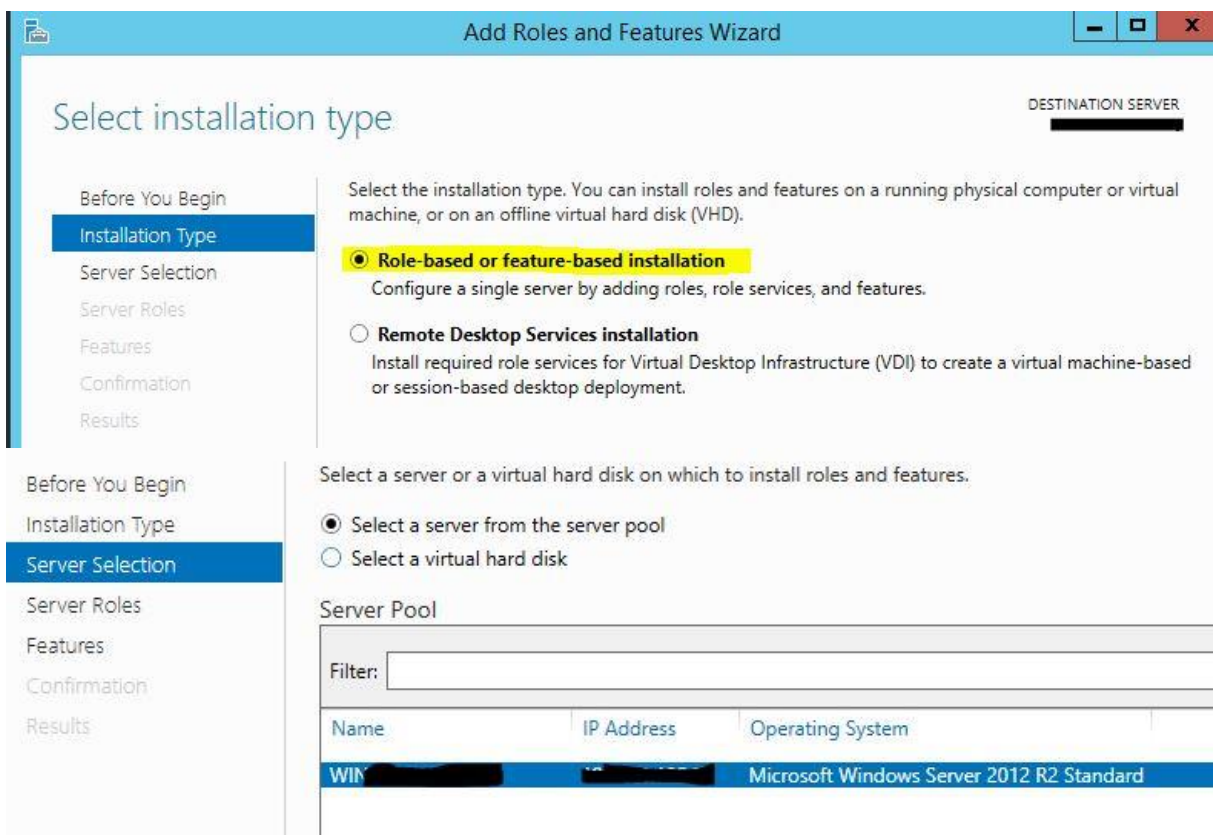 Add Roles and Features Wizard
Select installation type
DESTINATION SERVER
Before You Begin
Installation Type
Server Selection
Server Roles
Features
Confirmation
Results
Select the installation type. You can install roles and features on a running physical computer or virtual
machine, or on an offline virtual hard disk (VHD).
Role-based or feature-based installation
Configure a single server by adding roles, role services, and features.
Remote Desktop Services installation
Install required role services for Virtual Desktop Infrastructure (VDI) to create a virtual machine-based
or session-based desktop deployment.
Before You Begin
Installation Type
Server Selection
Server Roles
Features
Confirmation
Results
Select a server or a virtual hard disk on which to install roles and features.
Select a server from the server pool
Select a virtual hard disk
Server Pool
Filter:
Name IP Address Operating System
WIN Microsoft Windows Server 2012 R2 Standard